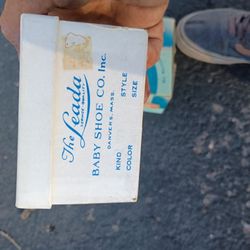 The Leada
BABY SHOE CO. Inc.
DANVERS, MASS.
KIND STYLE
COLOR SIZE